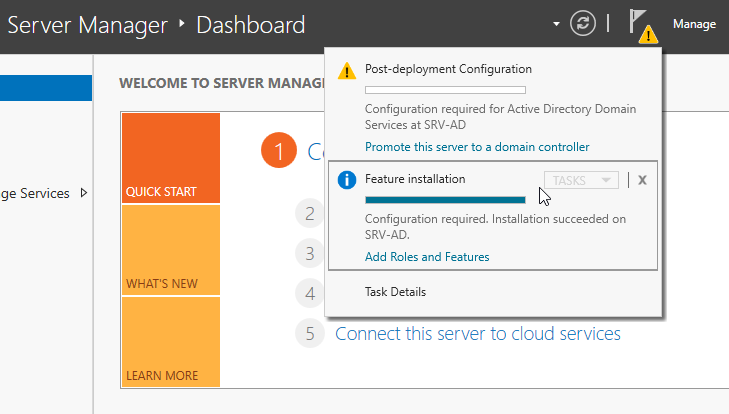 Server Manager ‣ Dashboard
Manage
WELCOME TO SERVER MANAG
ge Services
QUICK START
WHAT'S NEW
LEARN MORE
1
2
3
4
5 Connect this server to cloud services
Post-deployment Configuration
Configuration required for Active Directory Domain
Services at SRV-AD
Promote this server to a domain controller
Feature installation
TASKS
X
Configuration required. Installation succeeded on
SRV-AD.
Add Roles and Features
Task Details